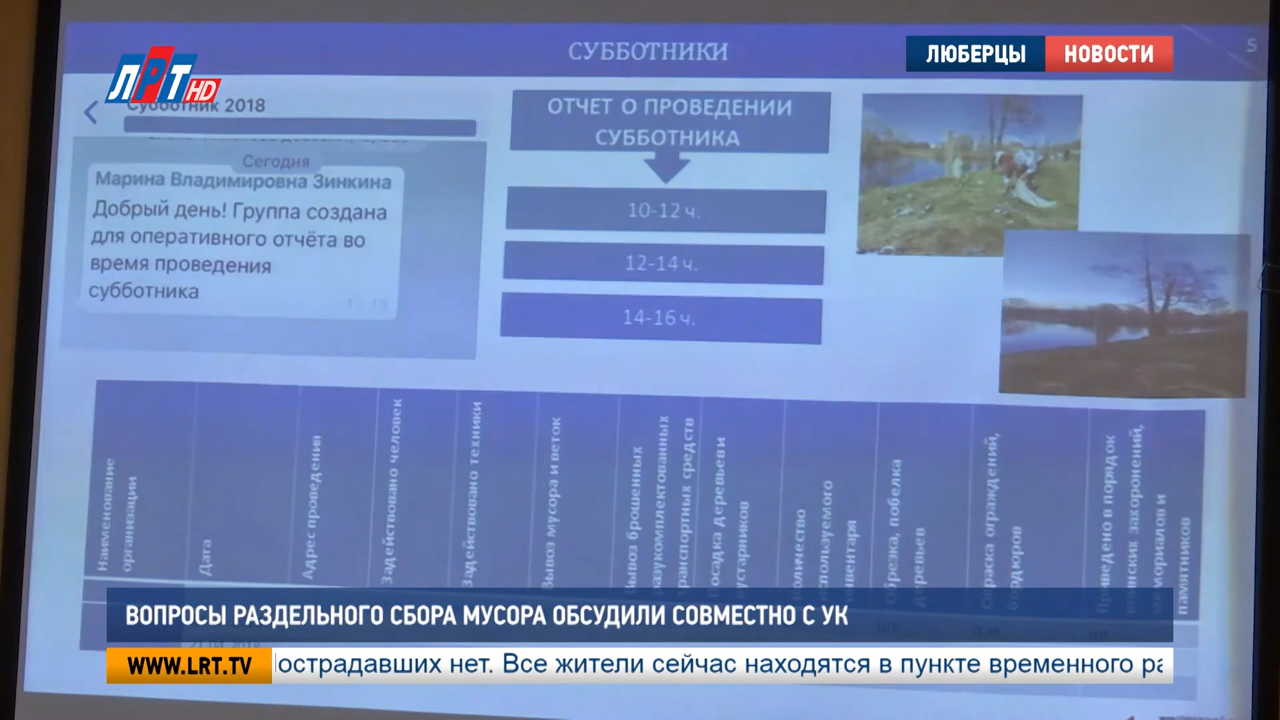 СУББОТНИКИ
5
ЛРТ HD
ЛЮБЕРЦЫ НОВОСТИ
Субботник 2018
Сегодня
Марина Владимировна Зинкина
Добрый день! Группа создана
для оперативного отчёта во
время проведения
субботника
ОТЧЕТ О ПРОВЕДЕНИИ
СУББОТНИКА
10-12 ч.
12-14 ч.
14-16 ч.
Наименование
организации
Дата
Адрес проведения
Задействовано человек
Задействовано техники
Вывоз мусора и веток
Вывоз брошенных
разукомплектованных
транспортных средств
Посадка деревьев и
кустарников
Количество
используемого
инвентаря
Обрезка, побелка
деревьев
Окраска ограждений,
бордюров
Приведено в порядок
воинских захоронений,
мемориалов и
памятников
ВОПРОСЫ РАЗДЕЛЬНОГО СБОРА МУСОРА ОБСУДИЛИ СОВМЕСТНО С УК
WWW.LRT.TV
Пострадавших нет. Все жители сейчас находятся в пункте временного ра